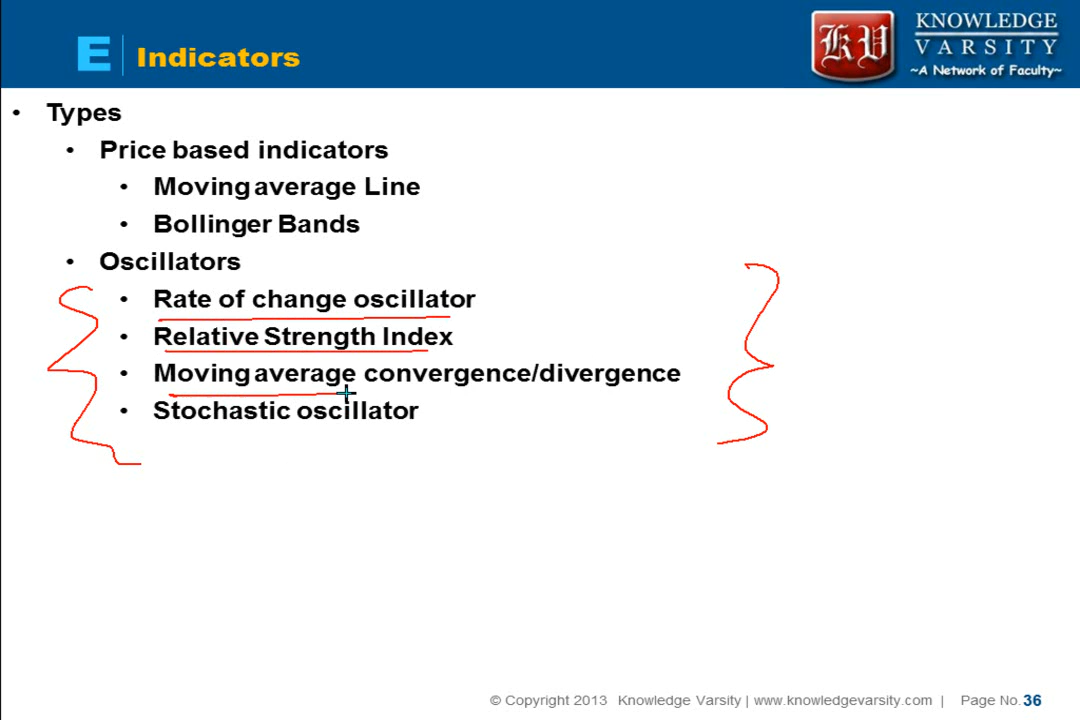 E Indicators
KV KNOWLEDGE
VARSITY
~A Network of Faculty~
• Types
• Price based indicators
• Moving average Line
• Bollinger Bands
• Oscillators
• Rate of change oscillator
• Relative Strength Index
• Moving average convergence/divergence
• Stochastic oscillator
© Copyright 2013 Knowledge Varsity | www.knowledgevarsity.com | Page No. 36